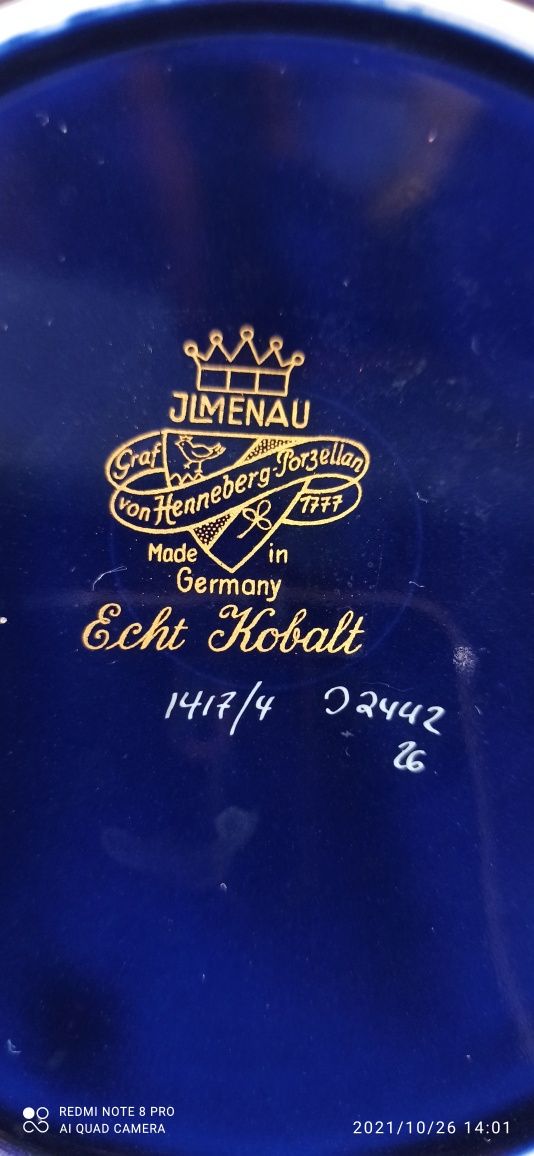 JLMENAU
Graf
von Henneberg-Porzellan
1777
Made in
Germany
Echt Kobalt
1417/4 J2442
26
REDMI NOTE 8 PRO
AI QUAD CAMERA
2021/10/26 14:01